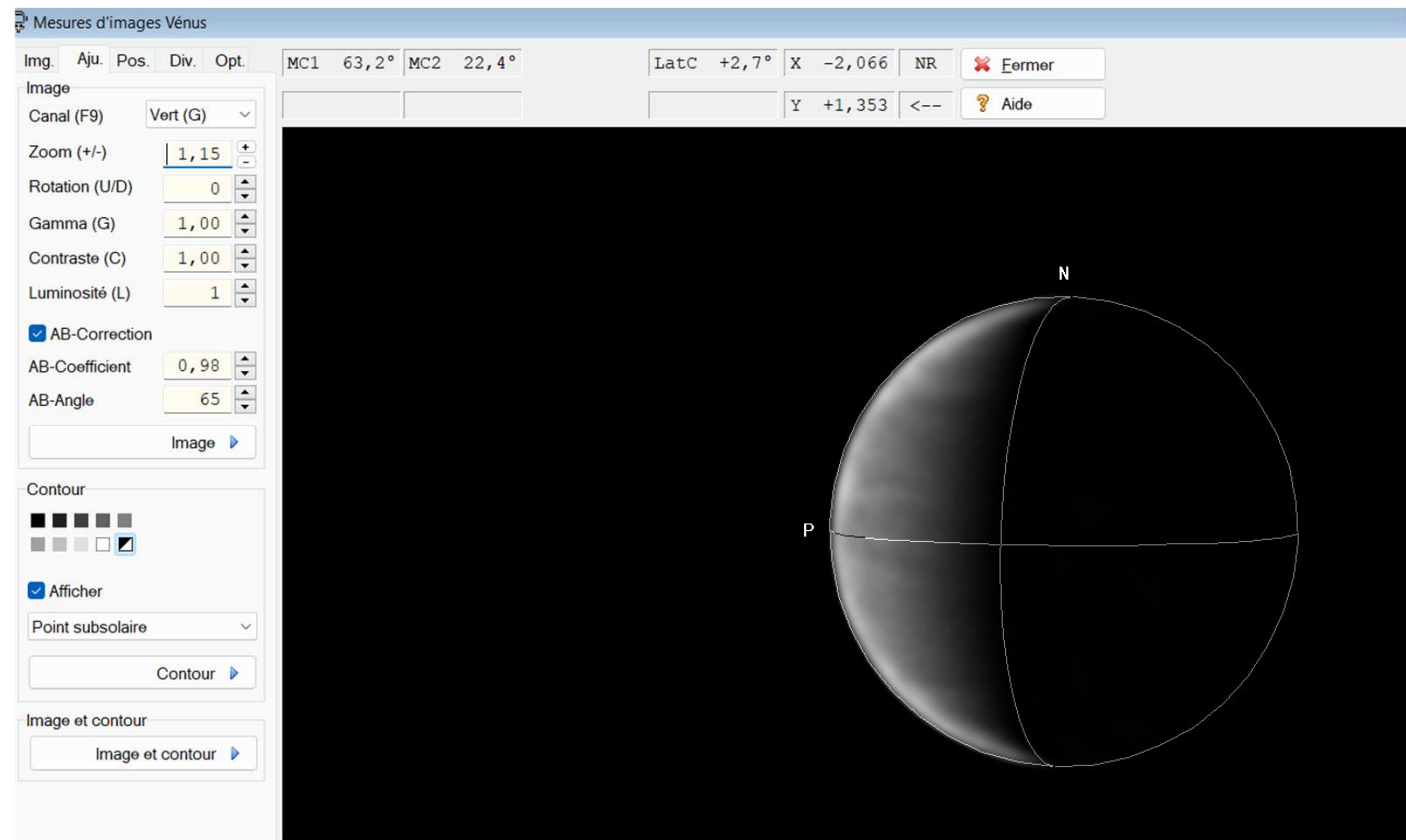 Mesures d'images Vénus
Img. Aju. Pos. Div. Opt.
MC1 63,2° MC2 22,4° LatC +2,7° X -2,066 NR Fermer
Y +1,353 <-- Aide
Image
Canal (F9) Vert (G)
Zoom (+/-) 1,15
Rotation (U/D) 0
Gamma (G) 1,00
Contraste (C) 1,00
Luminosité (L) 1
AB-Correction
AB-Coefficient 0,98
AB-Angle 65
Image
Contour
Afficher
Point subsolaire
Contour
Image et contour
Image et contour
N
P